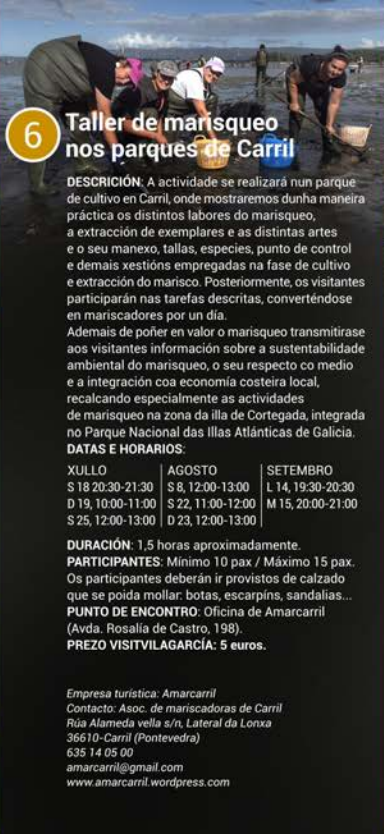 6
Taller de marisqueo
nos parques de Carril
DESCRICIÓN: A actividade se realizará nun parque
de cultivo en Carril, onde mostraremos dunha maneira
práctica os distintos labores do marisqueo,
a extracción de exemplares e as distintas artes
e o seu manexo, tallas, especies, punto de control
e demais xestións empregadas na fase de cultivo
e extracción do marisco. Posteriormente, os visitantes
participarán nas tarefas descritas, converténdose
en mariscadores por un día.
Ademais de poñer en valor o marisqueo transmitirase
aos visitantes información sobre a sustentabilidade
ambiental do marisqueo, o seu respecto co medio
e a integración coa economía costeira local,
recalcando especialmente as actividades
de marisqueo na zona da illa de Cortegada, integrada
no Parque Nacional das Illas Atlánticas de Galicia.
DATAS E HORARIOS:
XULLO
S 18 20:30-21:30
D 19, 10:00-11:00
S 25, 12:00-13:00
AGOSTO
S 8, 12:00-13:00
S 22, 11:00-12:00
D 23, 12:00-13:00
SETEMBRO
L 14, 19:30-20:30
M 15, 20:00-21:00
DURACIÓN: 1,5 horas aproximadamente.
PARTICIPANTES: Mínimo 10 pax / Máximo 15 pax.
Os participantes deberán ir provistos de calzado
que se poida mollar: botas, escarpíns, sandalias...
PUNTO DE ENCONTRO: Oficina de Amarcarril
(Avda. Rosalía de Castro, 198).
PREZO VISITVILAGARCÍA: 5 euros.
Empresa turística: Amarcarril
Contacto: Asoc. de mariscadoras de Carril
Rúa Alameda vella s/n, Lateral da Lonxa
36610-Carril (Pontevedra)
635 14 05 00
amarcarril@gmail.com
www.amarcarril.wordpress.com